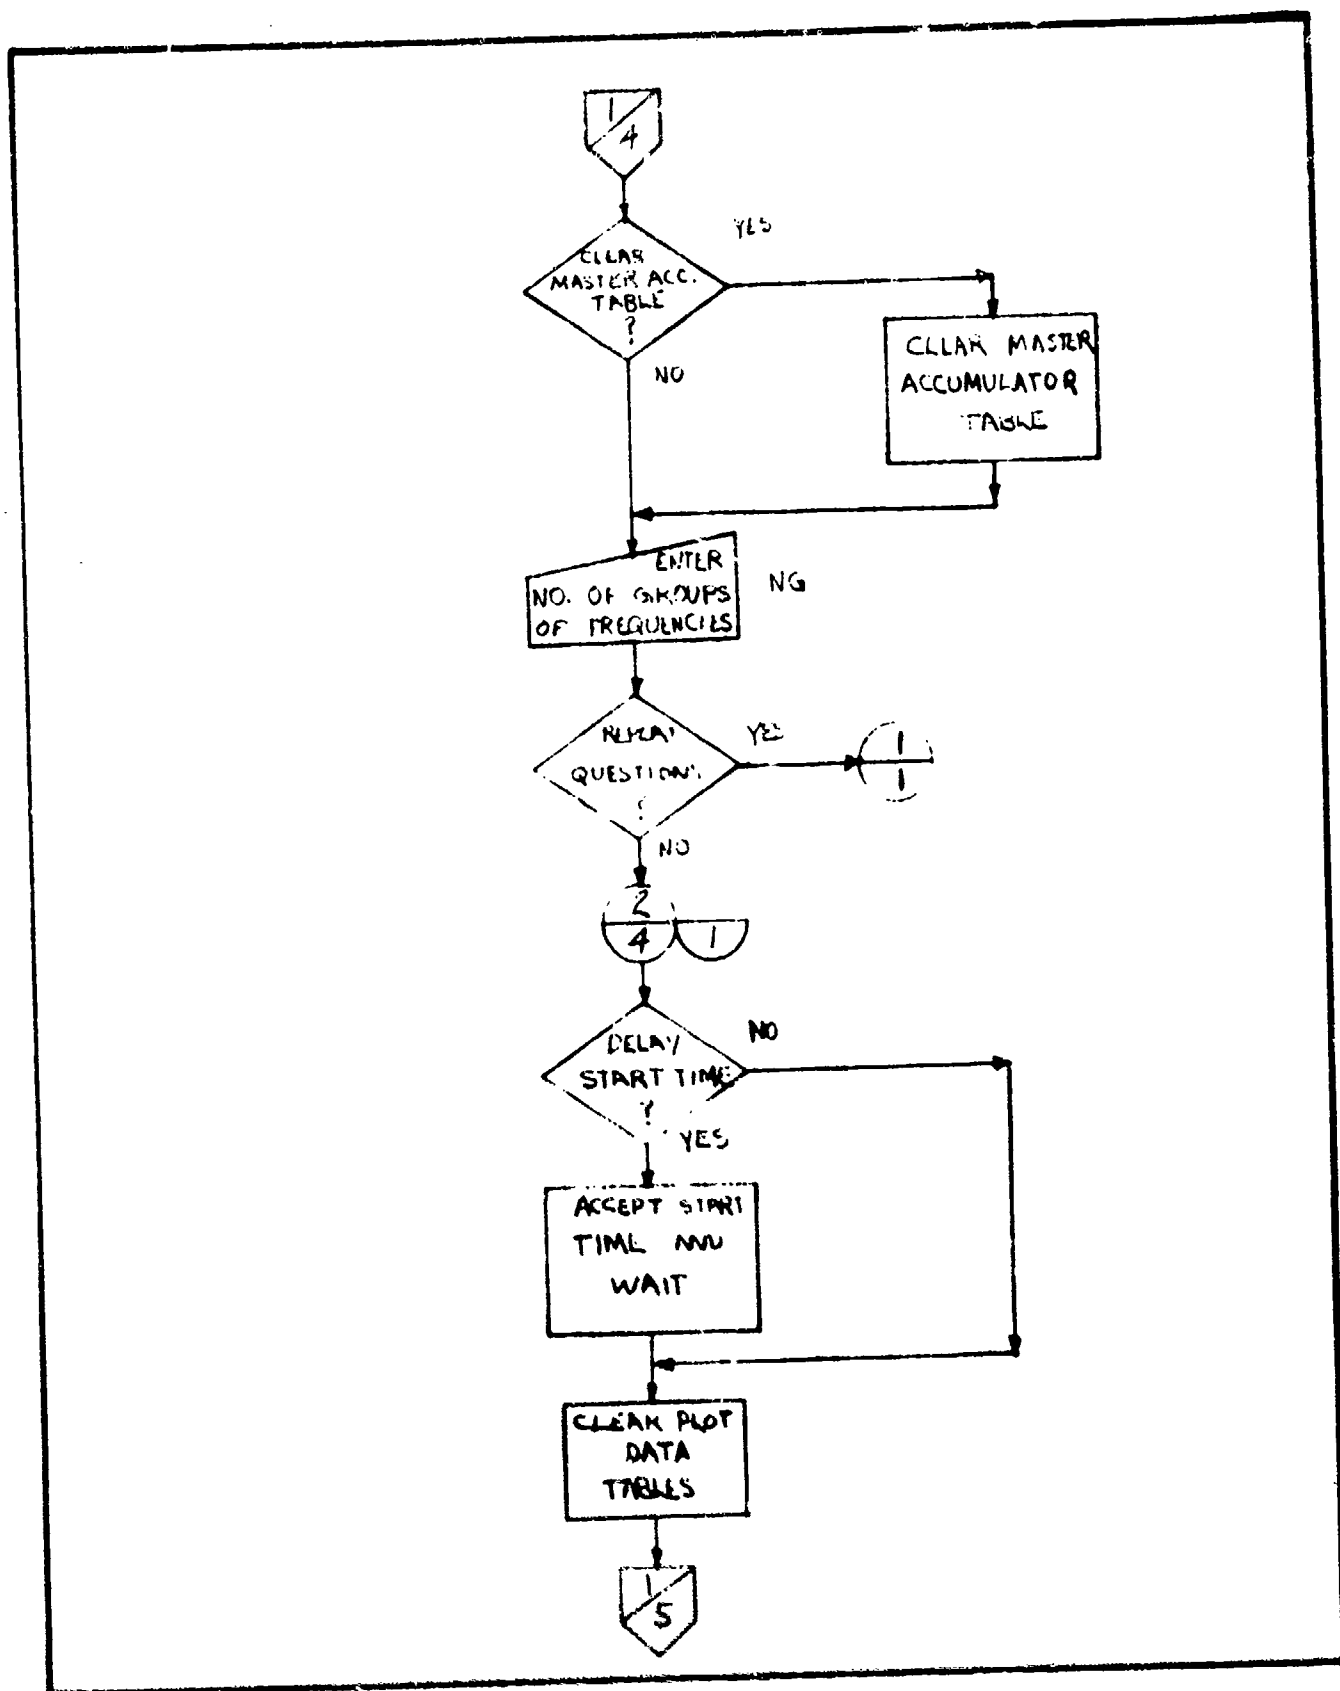 1
4
CLEAR
MASTER ACC.
TABLE
?
YES
NO
CLEAR MASTER
ACCUMULATOR
TABLE
ENTER
NO. OF GROUPS
OF FREQUENCIES
NG
REPEAT
QUESTIONS
?
YES
1
1
NO
2
4
1
DELAY
START TIME
?
NO
YES
ACCEPT START
TIME AND
WAIT
CLEAR PLOT
DATA
TABLES
1
5